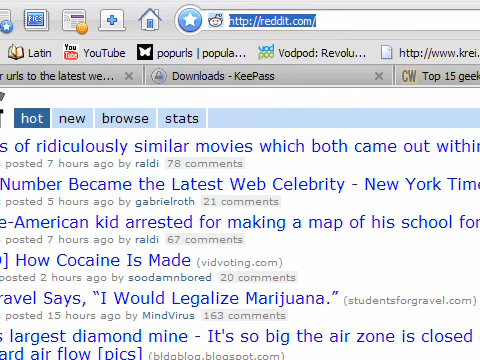 PICS
http://reddit.com/
Latin YouTube popurls | popula... Vodpod: Revolu... http://www.krei
r urls to the latest we... Downloads - KeePass CW Top 15 geek
hot new browse stats
s of ridiculously similar movies which both came out within
s posted 7 hours ago by raldi 78 comments
Number Became the Latest Web Celebrity - New York Time
s posted 5 hours ago by gabrielroth 21 comments
e-American kid arrested for making a map of his school for
s posted 7 hours ago by raldi 67 comments
] How Cocaine Is Made (vidvoting.com)
posted 2 hours ago by soodamnbored 20 comments
ravel Says, “I Would Legalize Marijuana.” (studentsforgravel.com)
s posted 15 hours ago by MindVirus 163 comments
s largest diamond mine - It's so big the air zone is closed
ard air flow [pics] (bldgblog.blogspot.com)